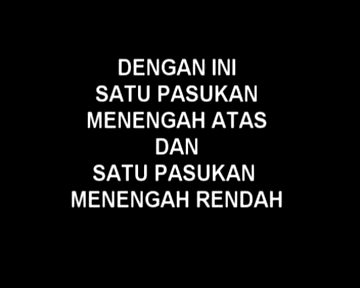 DENGAN INI
SATU PASUKAN
MENENGAH ATAS
DAN
SATU PASUKAN
MENENGAH RENDAH